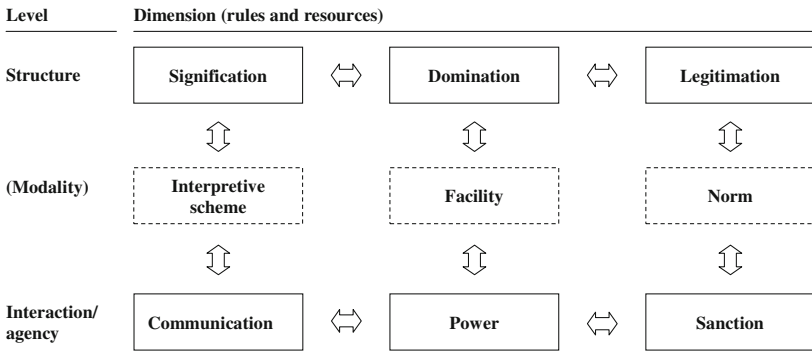 Level Dimension (rules and resources)
Structure Signification Domination Legitimation
(Modality) Interpretive
scheme Facility Norm
Interaction/
agency Communication Power Sanction